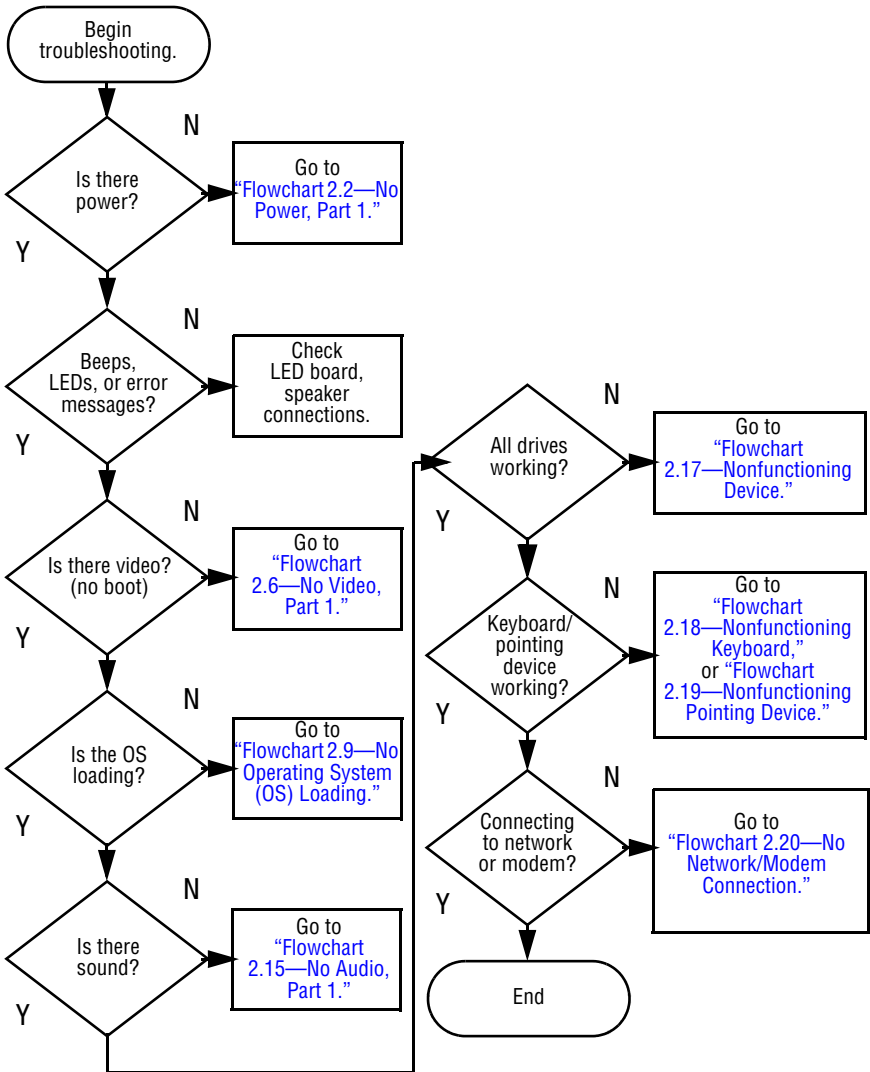 Begin
troubleshooting.
N
Is there
power?
Go to
“Flowchart 2.2—No
Power, Part 1.”
Y
N
Beeps,
LEDs, or error
messages?
Check
LED board,
speaker
connections.
Y
N
Is there video?
(no boot)
Go to
“Flowchart
2.6—No Video,
Part 1.”
Y
N
Is the OS
loading?
Go to
“Flowchart 2.9—No
Operating System
(OS) Loading.”
Y
N
Is there
sound?
Go to
“Flowchart
2.15—No Audio,
Part 1.”
Y
N
All drives
working?
Go to
“Flowchart
2.17—Nonfunctioning
Device.”
Y
N
Keyboard/
pointing
device
working?
Go to
“Flowchart
2.18—Nonfunctioning
Keyboard,”
or “Flowchart
2.19—Nonfunctioning
Pointing Device.”
Y
N
Connecting
to network
or modem?
Go to
“Flowchart 2.20—No
Network/Modem
Connection.”
Y
End